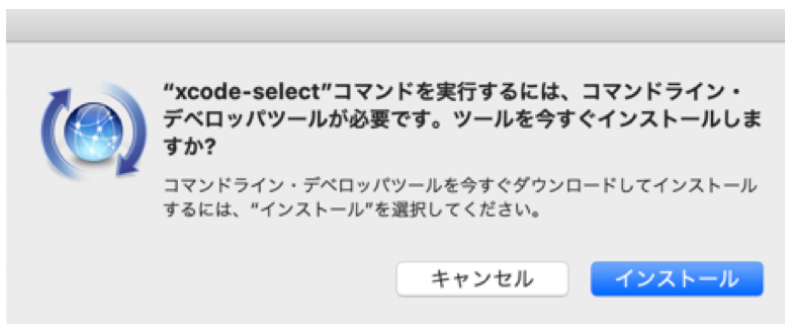 "xcode-select"コマンドを実行するには、コマンドライン・
デベロッパツールが必要です。ツールを今すぐインストールしま
すか?
コマンドライン・デベロッパツールを今すぐダウンロードしてインストール
するには、"インストール"を選択してください。
キャンセル
インストール